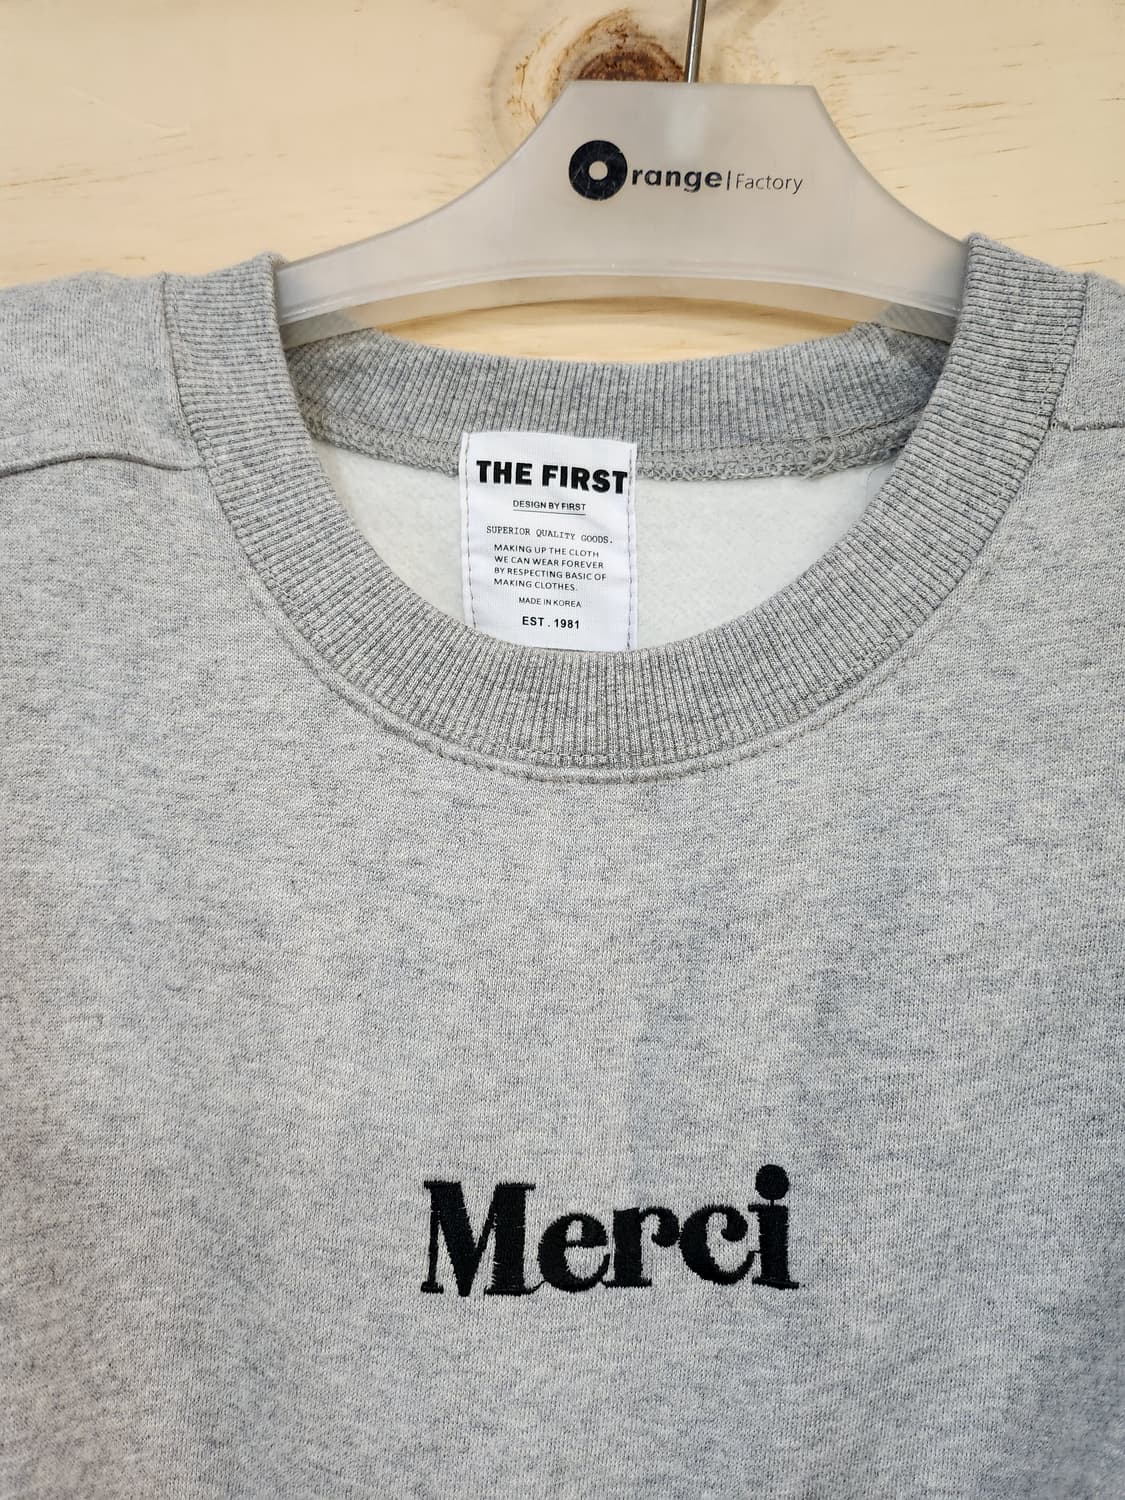 Orange|Factory
THE FIRST
DESIGN BY FIRST
SUPERIOR QUALITY GOODS.
MAKING UP THE CLOTH
WE CAN WEAR FOREVER
BY RESPECTING BASIC OF
MAKING CLOTHES.
MADE IN KOREA
EST . 1981
Merci